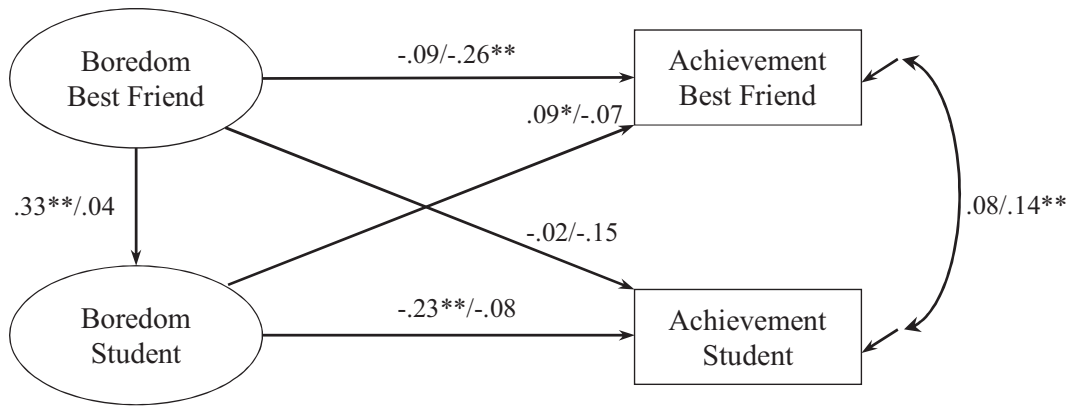 Boredom
Best Friend
-.09/-.26**
Achievement
Best Friend
.09*/-.07
.33**/.04
-.02/-.15
.08/.14**
Boredom
Student
-.23**/-.08
Achievement
Student